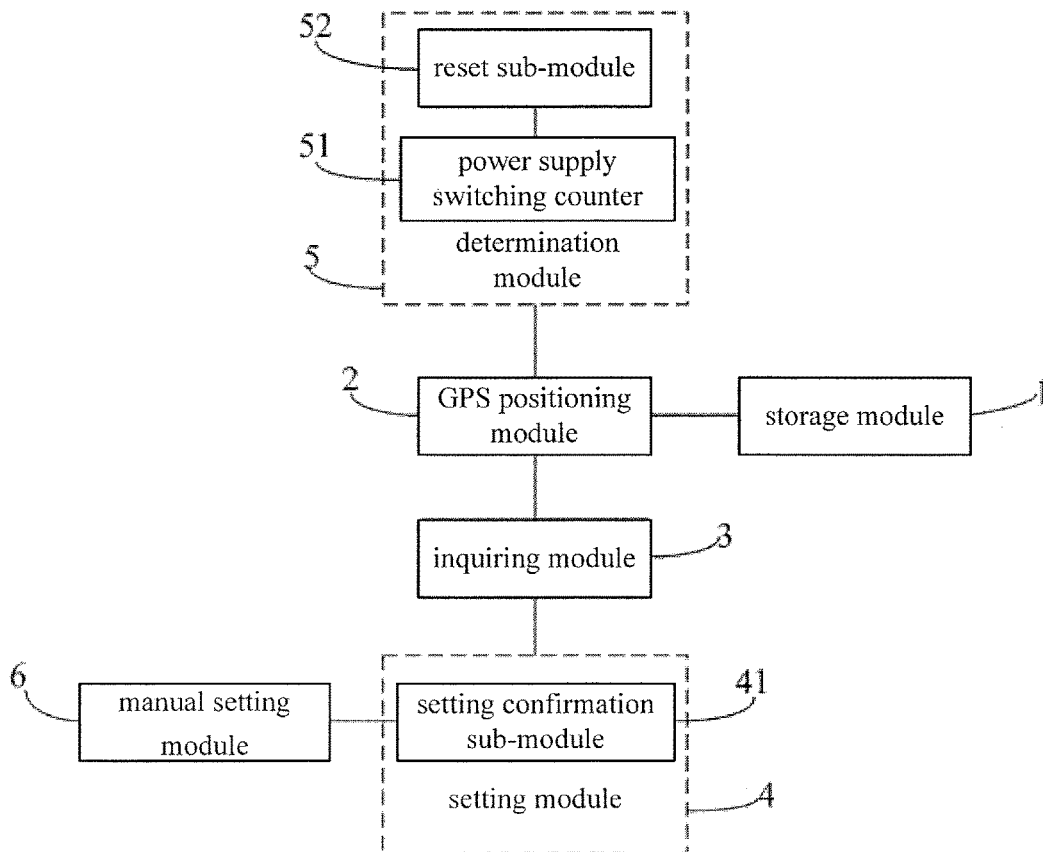 52
reset sub-module
51
power supply
switching counter
determination
module
5
2
GPS positioning
module
storage module
1
inquiring module
3
6
manual setting
module
setting confirmation
sub-module
41
setting module
4